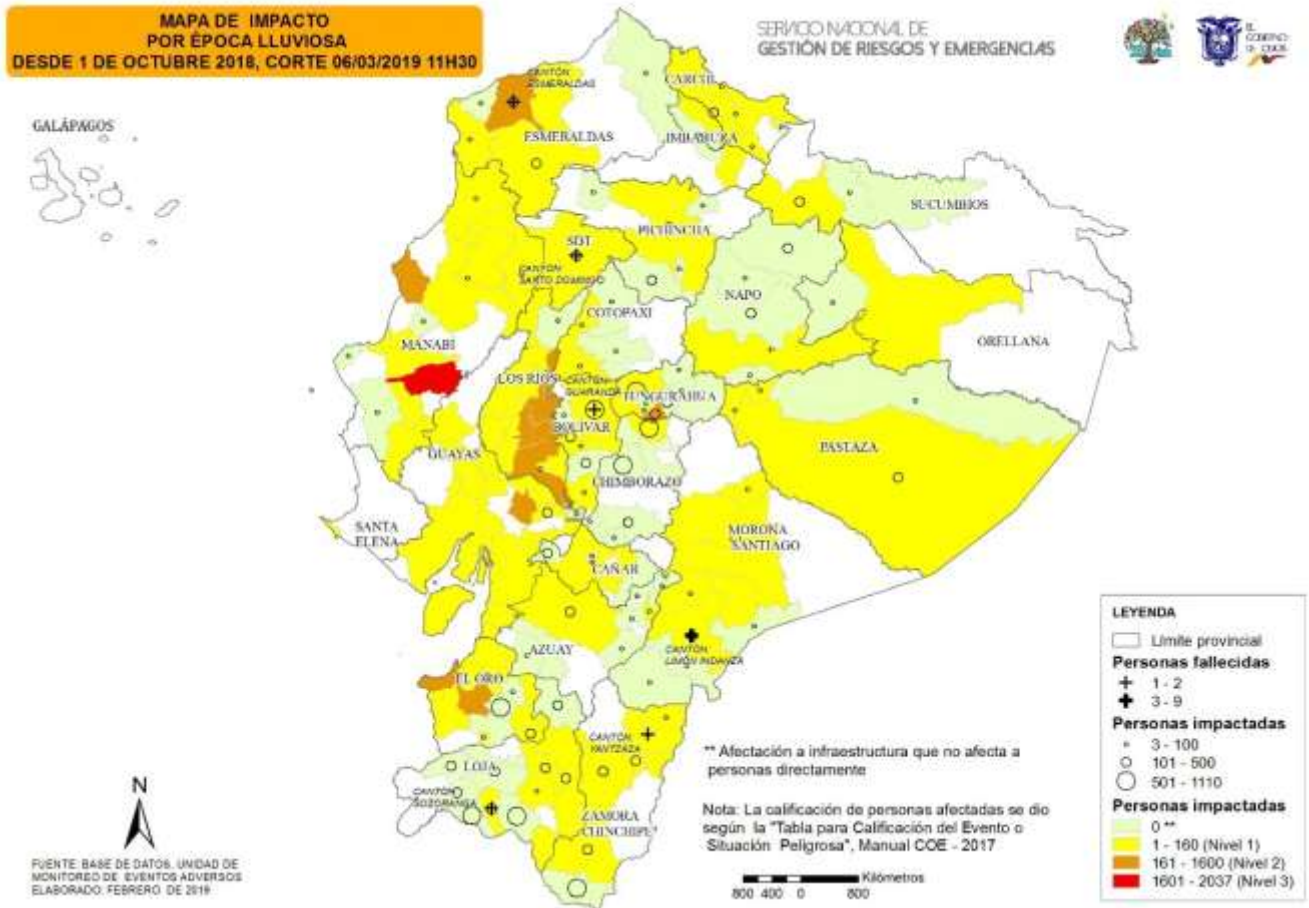 MAPA DE IMPACTO
POR ÉPOCA LLUVIOSA
DESDE 1 DE OCTUBRE 2018, CORTE 06/03/2019 11H30
SERVICIO NACIONAL DE
GESTIÓN DE RIESGOS Y EMERGENCIAS
EL
GOBIERNO
DE TODOS
GALÁPAGOS
CANTÓN
ESMERALDAS
CARCHI
ESMERALDAS
IMBABURA
SUCUMBIOS
PICHINCHA
SDT
CANTÓN
SANTO DOMINGO
NAPO
COTOPAXI
ORELLANA
MANABI
LOS RIOS
CANTÓN
GUARANDA
TUNGURAHUA
BOLIVAR
PASTAZA
GUAYAS
CHIMBORAZO
SANTA
ELENA
MORONA
SANTIAGO
CAÑAR
AZUAY
CANTÓN
LIMÓN INDANZA
EL ORO
CANTÓN
YANTZAZA
LOJA
CANTÓN
SOZORANGA
ZAMORA
CHINCHIPE
** Afectación a infraestructura que no afecta a
personas directamente
Nota: La calificación de personas afectadas se dio
según la "Tabla para Calificación del Evento o
Situación Peligrosa", Manual COE - 2017
Kilómetros
800 400 0 800
N
FUENTE: BASE DE DATOS, UNIDAD DE
MONITOREO DE EVENTOS ADVERSOS
ELABORADO: FEBRERO DE 2019
LEYENDA
Límite provincial
Personas fallecidas
1 - 2
3 - 9
Personas impactadas
3 - 100
101 - 500
501 - 1110
Personas impactadas
0 **
1 - 160 (Nivel 1)
161 - 1600 (Nivel 2)
1601 - 2037 (Nivel 3)